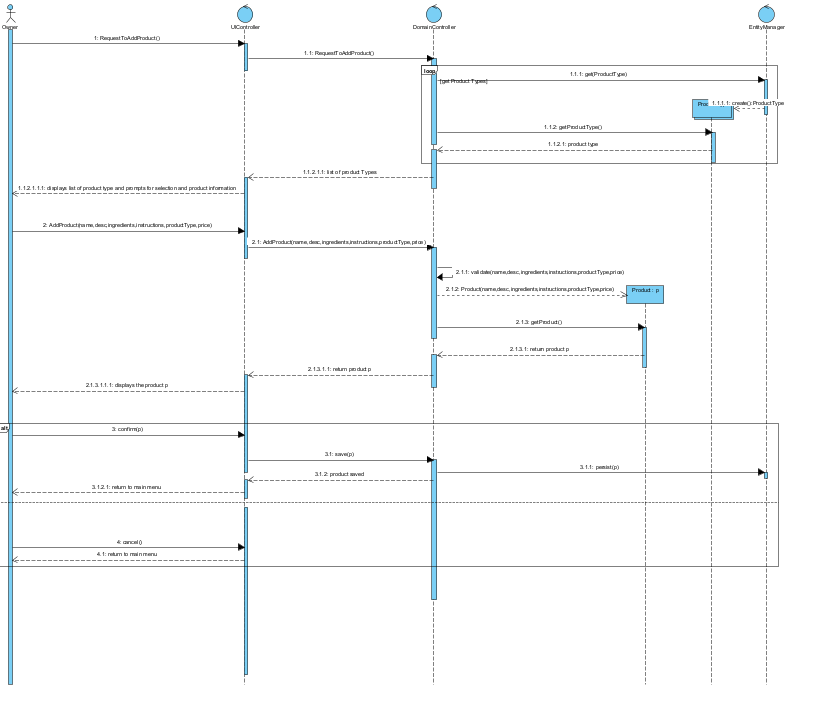 Owner
UIController
DomainController
EntityManager
1: RequestToAddProduct()
1.1: RequestToAddProduct()
loop
[get Product Types]
1.1.1: get(ProductType)
1.1.1.1: create():ProductType
1.1.2: getProductType()
1.1.2.1: product type
1.1.2.1.1: list of product Types
1.1.2.1.1.1: displays list of product type and prompts for selection and product information
2: AddProduct(name,desc,ingredients,instructions,productType,price)
2.1: AddProduct(name,desc,ingredients,instructions,productType,price)
2.1.1: validate(name,desc,ingredients,instructions,productType,price)
2.1.2: Product(name,desc,ingredients,instructions,productType,price)
Product : p
2.1.3: getProduct()
2.1.3.1: return product p
2.1.3.1.1: return product p
2.1.3.1.1.1: displays the product p
alt
3: confirm(p)
3.1: save(p)
3.1.1: persist(p)
3.1.2: product saved
3.1.2.1: return to main menu
4: cancel()
4.1: return to main menu